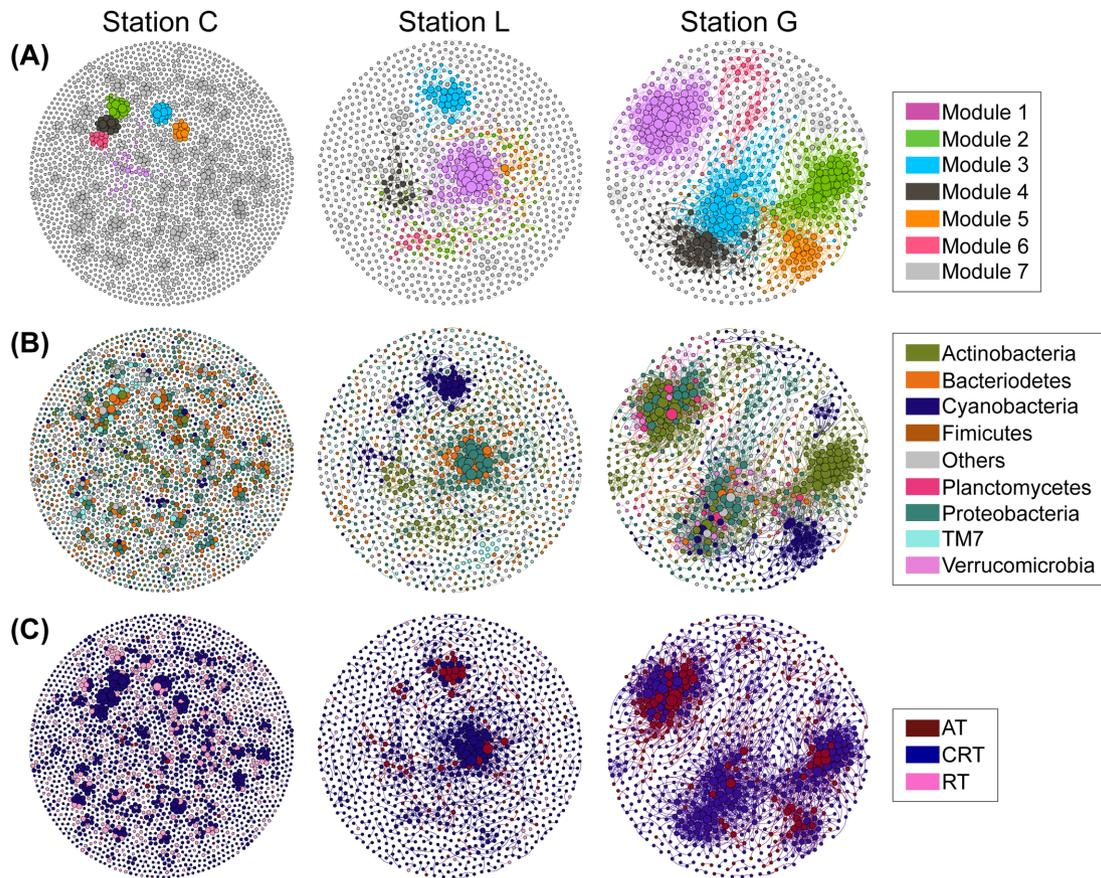 Station C
Station L
Station G
(A)
Module 1
Module 2
Module 3
Module 4
Module 5
Module 6
Module 7
(B)
Actinobacteria
Bacteriodetes
Cyanobacteria
Fimicutes
Others
Planctomycetes
Proteobacteria
TM7
Verrucomicrobia
(C)
AT
CRT
RT